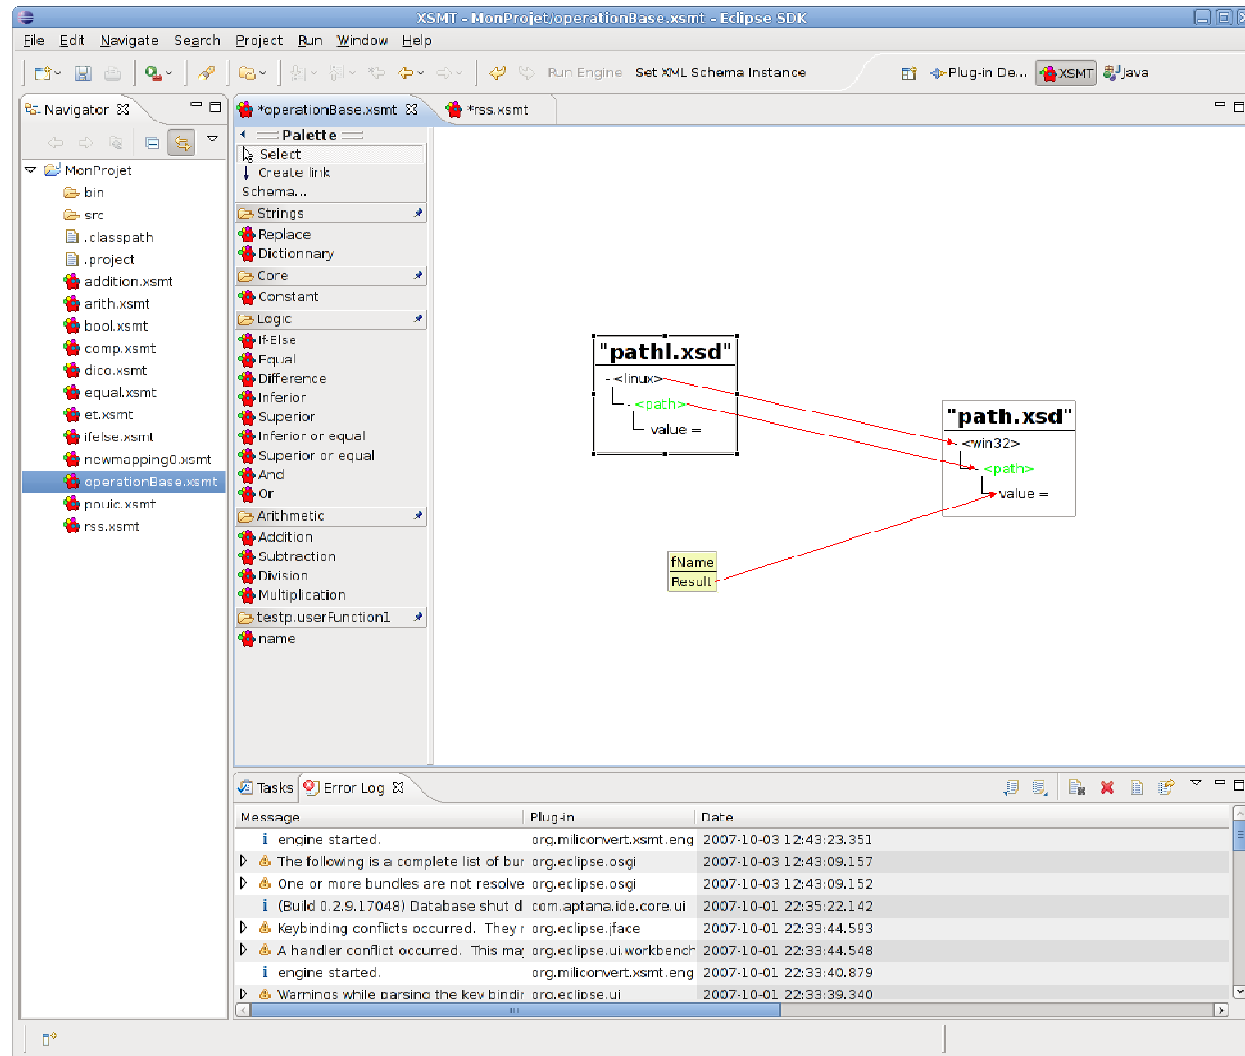 XSMT - MonProjet/operationBase.xsmt - Eclipse SDK
File Edit Navigate Search Project Run Window Help
Run Engine Set XML Schema Instance Plug-in De... XSMT Java
Navigator
MonProjet
bin
src
.classpath
.project
addition.xsmt
arith.xsmt
bool.xsmt
comp.xsmt
dico.xsmt
equal.xsmt
et.xsmt
ifelse.xsmt
newmapping0.xsmt
operationBase.xsmt
pouic.xsmt
rss.xsmt
*operationBase.xsmt *rss.xsmt
Palette
Select
Create link
Schema...
Strings
Replace
Dictionnary
Core
Constant
Logic
If-Else
Equal
Difference
Inferior
Superior
Inferior or equal
Superior or equal
And
Or
Arithmetic
Addition
Subtraction
Division
Multiplication
testp.userFunction1
name
"pathl.xsd"
- <linux>
- <path>
value =
"path.xsd"
- <win32>
- <path>
value =
fName
Result
Tasks Error Log
Message Plug-in Date
engine started. org.miliconvert.xsmt.eng 2007-10-03 12:43:23.351
The following is a complete list of bur org.eclipse.osgi 2007-10-03 12:43:09.157
One or more bundles are not resolve org.eclipse.osgi 2007-10-03 12:43:09.152
(Build 0.2.9.17048) Database shut d com.aptana.ide.core.ui 2007-10-01 22:35:22.142
Keybinding conflicts occurred. They r org.eclipse.jface 2007-10-01 22:33:44.593
A handler conflict occurred. This may org.eclipse.ui.workbench 2007-10-01 22:33:44.548
engine started. org.miliconvert.xsmt.eng 2007-10-01 22:33:40.879
Warnings while parsing the key bindir org.eclipse.ui 2007-10-01 22:33:39.340